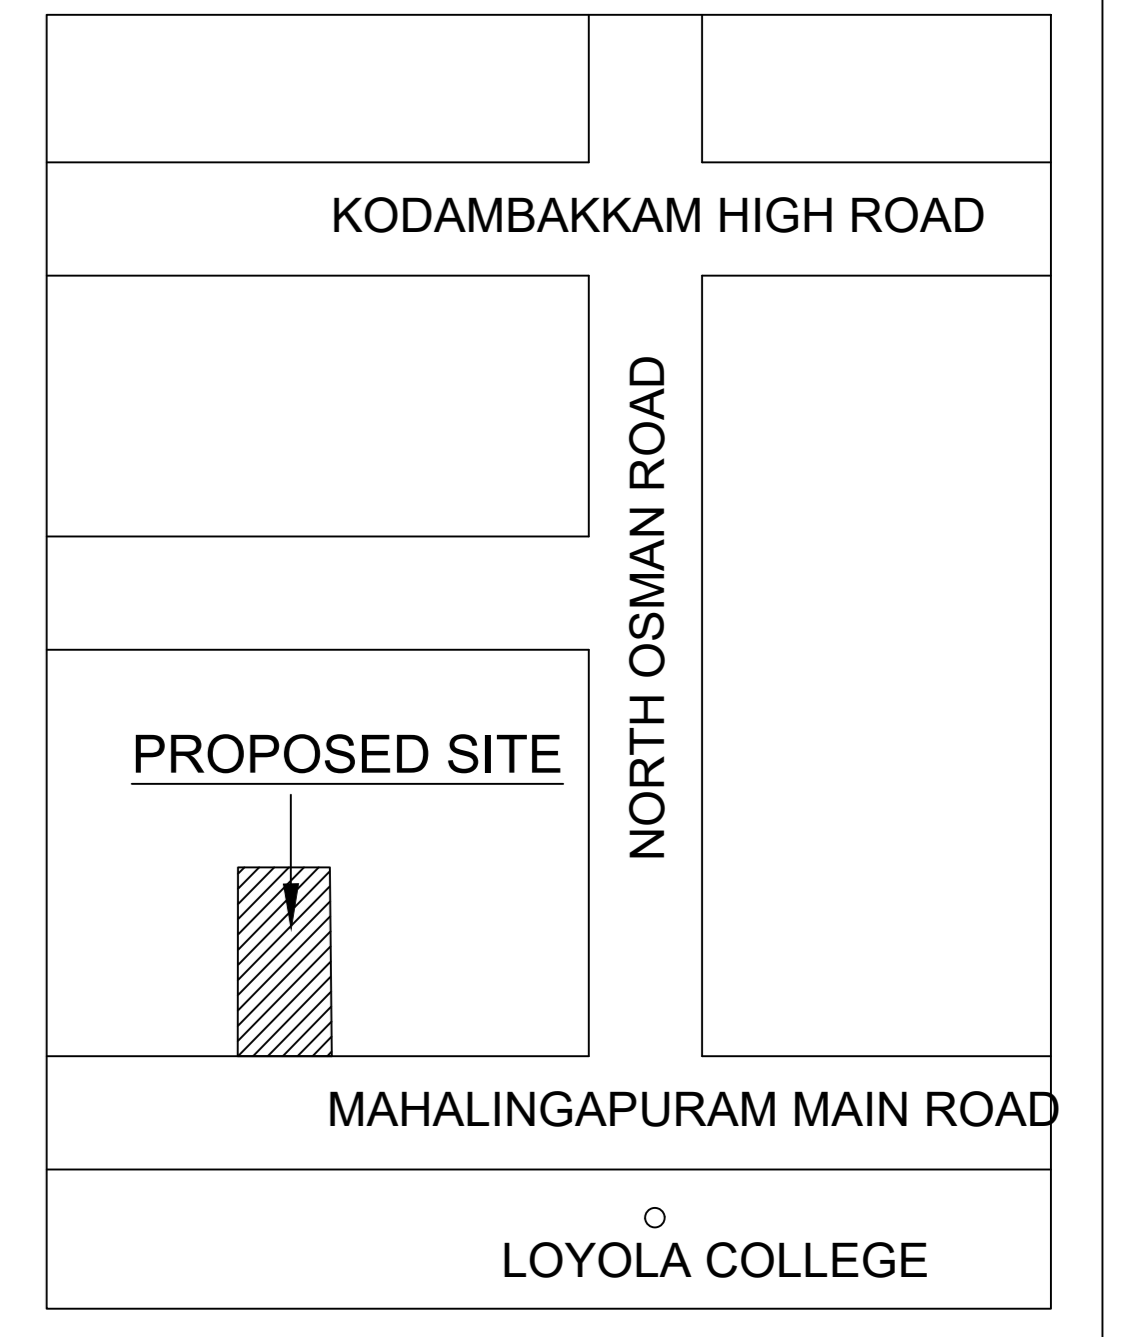 KODAMBAKKAM HIGH ROAD
NORTH OSMAN ROAD
PROPOSED SITE
MAHALINGAPURAM MAIN ROAD
LOYOLA COLLEGE